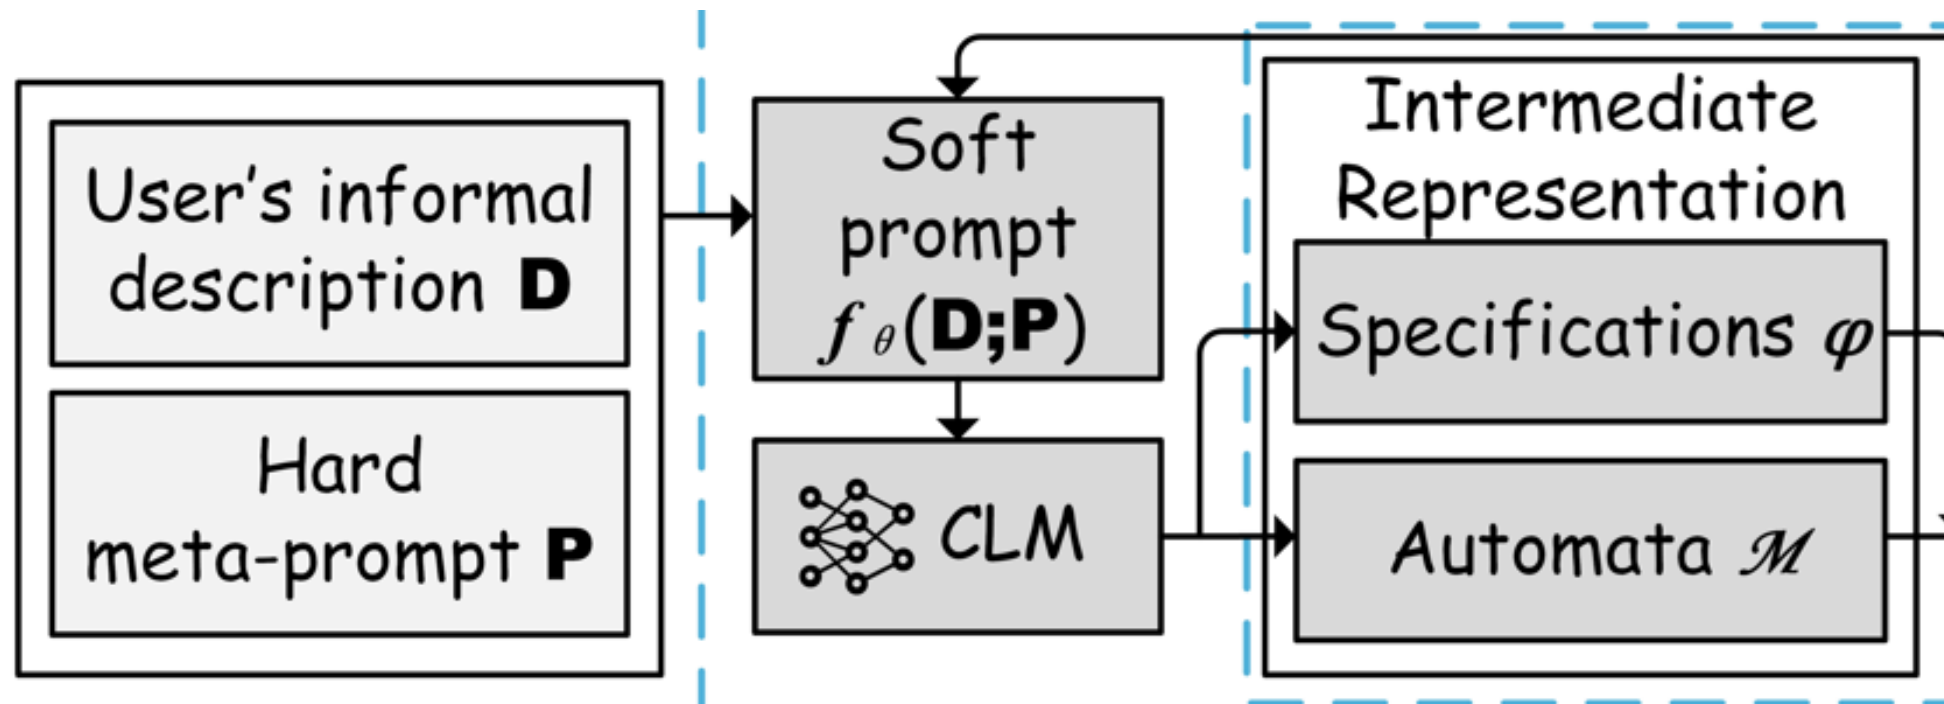 User's informal
description D
Hard
meta-prompt P
Soft
prompt
f θ(D;P)
CLM
Intermediate
Representation
Specifications φ
Automata ℳ